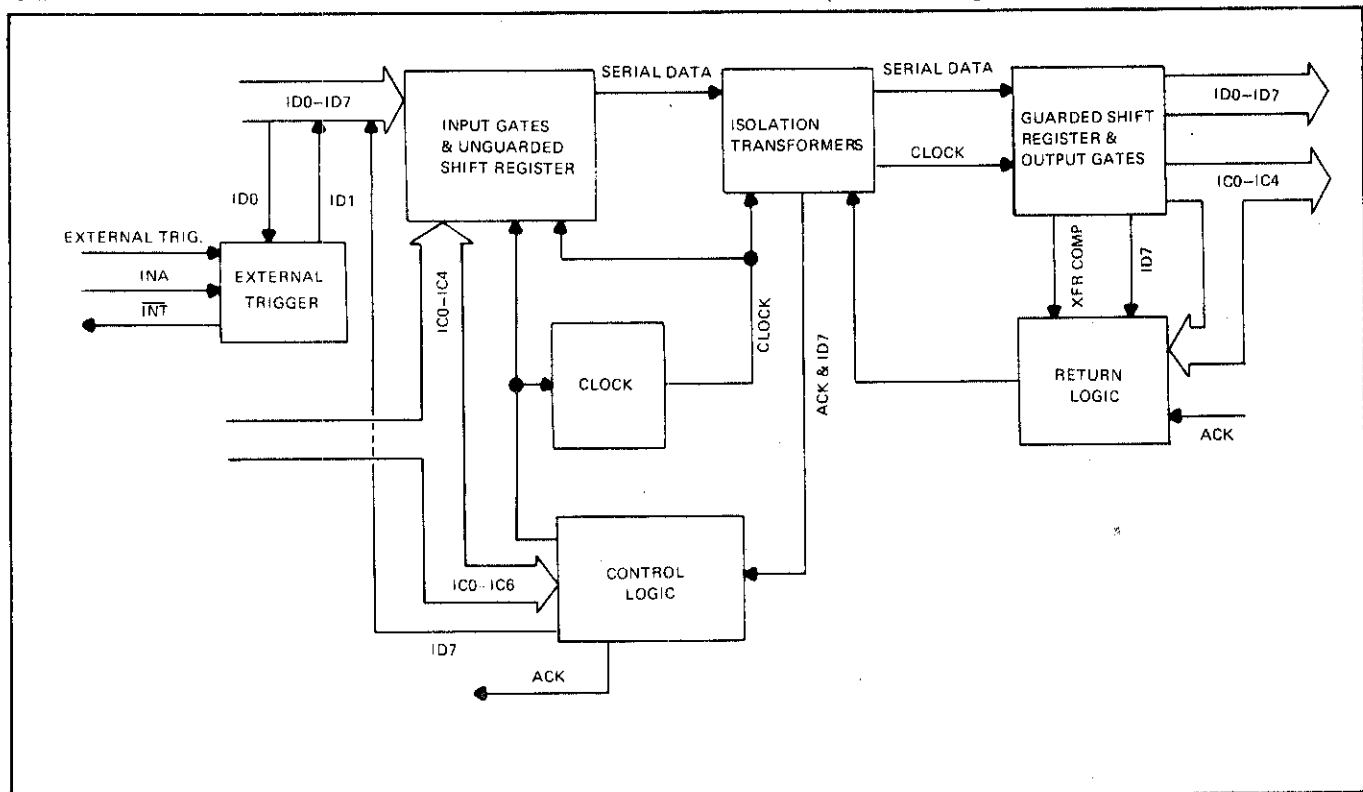 SERIAL DATA
SERIAL DATA
ID0–ID7
INPUT GATES
& UNGUARDED
SHIFT REGISTER
ISOLATION
TRANSFORMERS
GUARDED SHIFT
REGISTER &
OUTPUT GATES
ID0–ID7
CLOCK
IC0–IC4
ID0
ID1
EXTERNAL TRIG.
INA
INT
EXTERNAL
TRIGGER
IC0–IC4
CLOCK
CLOCK
ACK & ID7
XFR COMP
ID7
RETURN
LOGIC
ACK
IC0–IC6
CONTROL
LOGIC
ID7
ACK